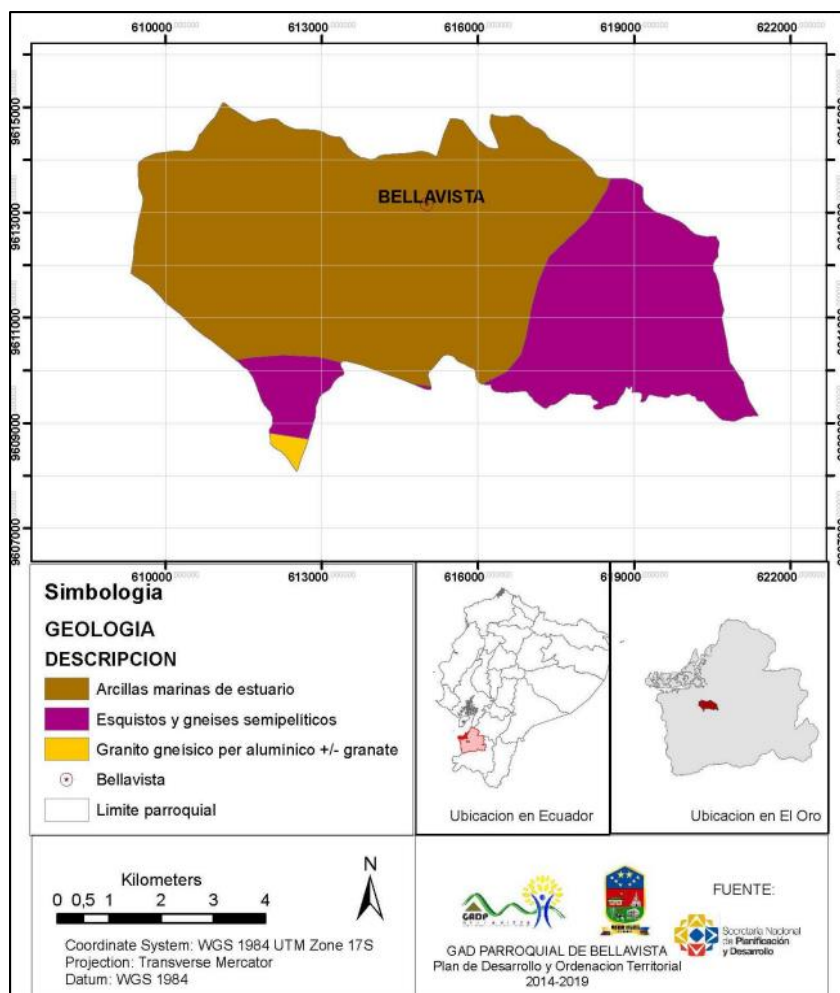 610000 613000 616000 619000 622000
9615000
9613000
9611000
9609000
9607000
BELLAVISTA
610000 613000 616000 619000 622000
Simbologia
GEOLOGIA
DESCRIPCION
Arcillas marinas de estuario
Esquistos y gneises semipelíticos
Granito gneísico per alumínico +/- granate
Bellavista
Limite parroquial
Ubicacion en Ecuador
Ubicacion en El Oro
Kilometers
0 0,5 1 2 3 4
N
Coordinate System: WGS 1984 UTM Zone 17S
Projection: Transverse Mercator
Datum: WGS 1984
GADP
FUENTE:
Secretaría Nacional
de Planificación
y Desarrollo
GAD PARROQUIAL DE BELLAVISTA
Plan de Desarrollo y Ordenacion Territorial
2014-2019